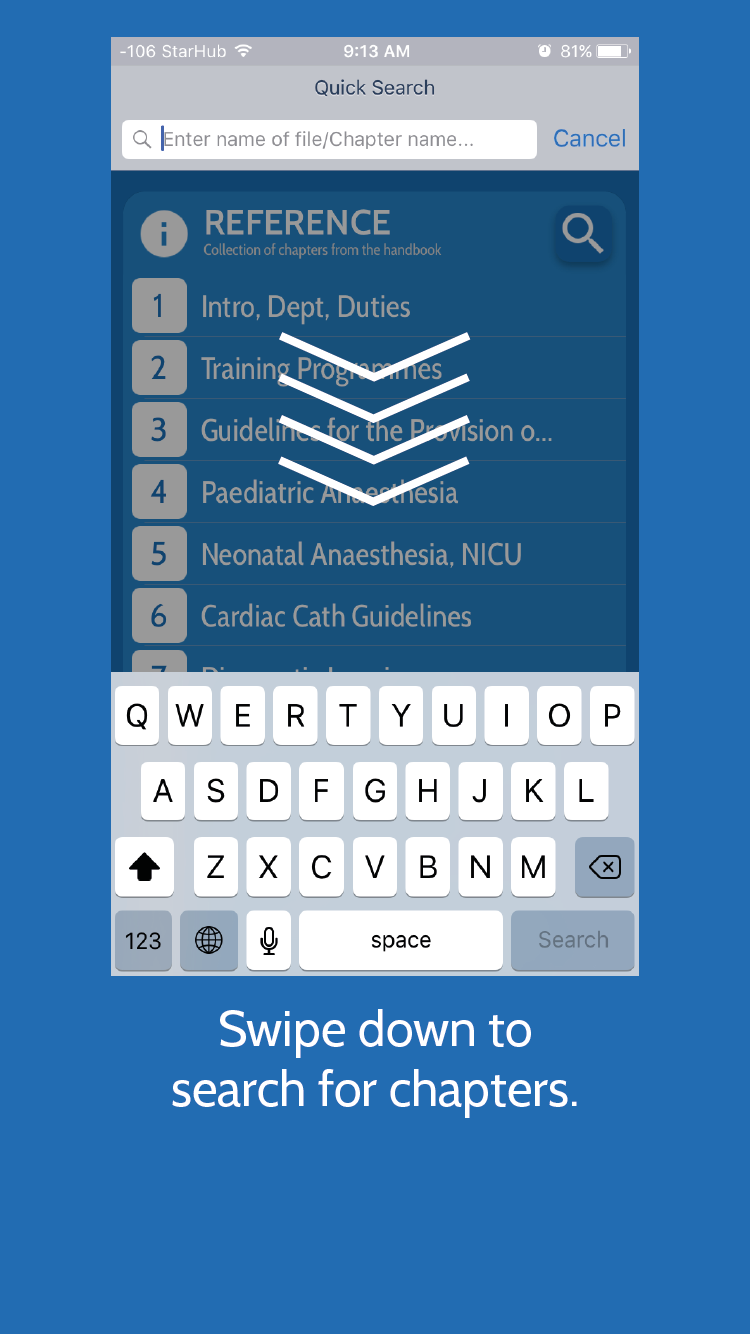 -106 StarHub 9:13 AM 81%
Quick Search
Enter name of file/Chapter name... Cancel
REFERENCE
Collection of chapters from the handbook
1 Intro, Dept, Duties
2 Training Programmes
3 Guidelines for the Provision o...
4 Paediatric Anaesthesia
5 Neonatal Anaesthesia, NICU
6 Cardiac Cath Guidelines
7
Q W E R T Y U I O P
A S D F G H J K L
Z X C V B N M
123 space Search
Swipe down to
search for chapters.